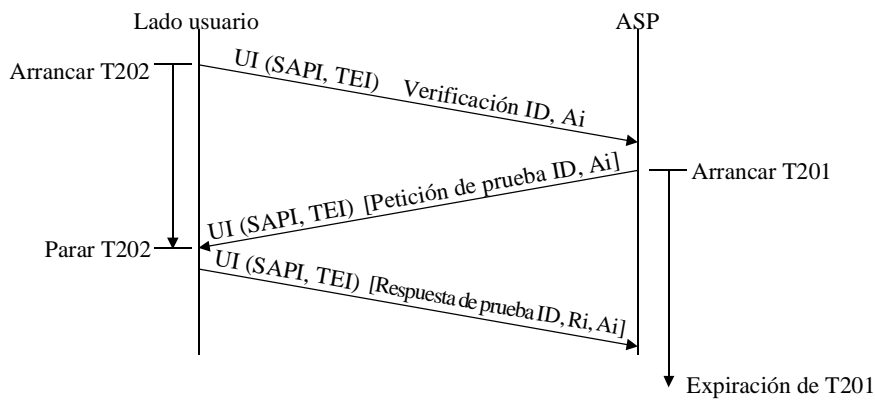 Lado usuario
ASP
Arrancar T202
UI (SAPI, TEI) Verificación ID, Ai
UI (SAPI, TEI) [Petición de prueba ID, Ai]
Arrancar T201
Parar T202
UI (SAPI, TEI) [Respuesta de prueba ID, Ri, Ai]
Expiración de T201